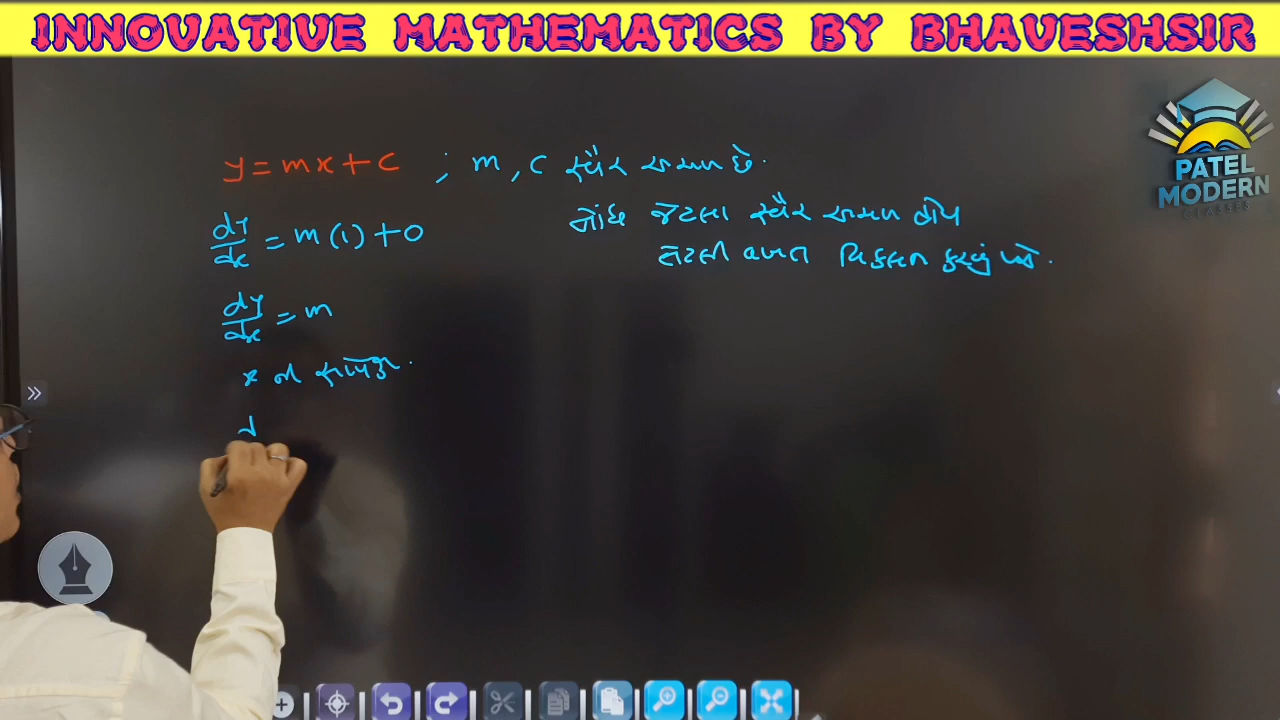 INNOVATIVE MATHEMATICS BY BHAVESHSIR
PATEL
MODERN
CLASSES
y = mx + c ; m, c સ્વૈર અચળ છે.
નોંધ જેટલા સ્વૈર અચળ હોય
તેટલી વખત વિકલન કરવું પડે.
dy/dx = m (1) + 0
dy/dx = m
x ની સાપેક્ષે.
d